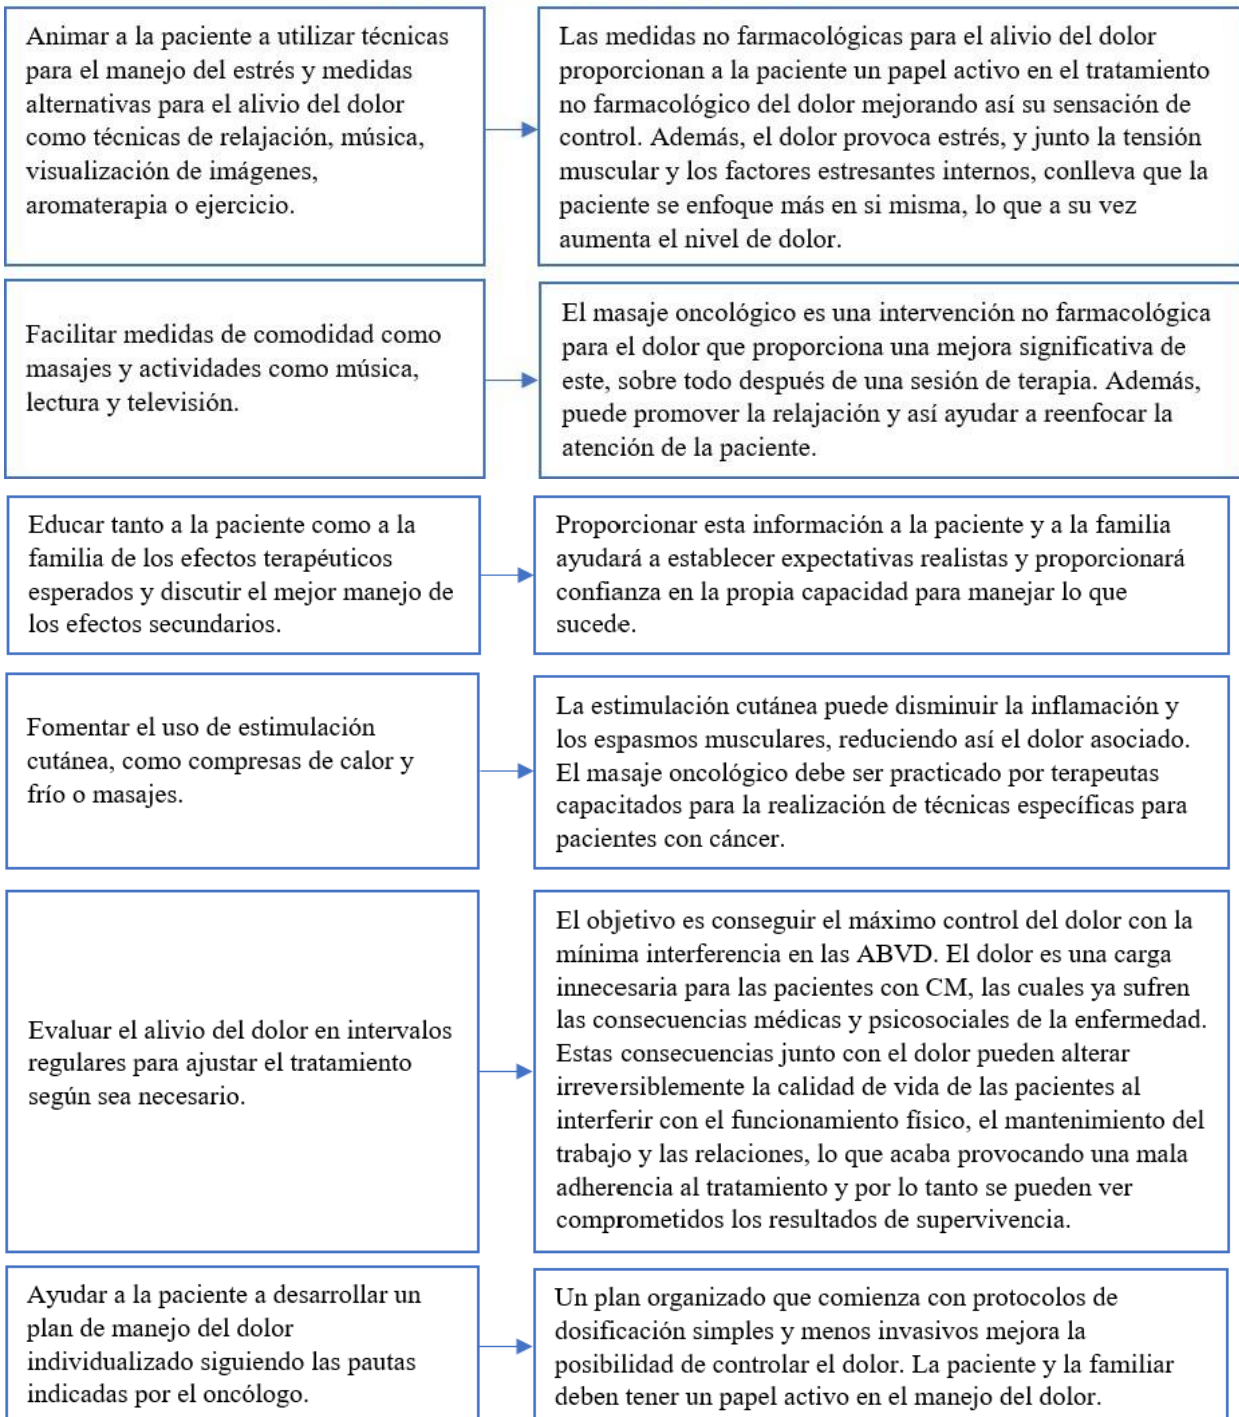 Animar a la paciente a utilizar técnicas
para el manejo del estrés y medidas
alternativas para el alivio del dolor
como técnicas de relajación, música,
visualización de imágenes,
aromaterapia o ejercicio.
Las medidas no farmacológicas para el alivio del dolor
proporcionan a la paciente un papel activo en el tratamiento
no farmacológico del dolor mejorando así su sensación de
control. Además, el dolor provoca estrés, y junto la tensión
muscular y los factores estresantes internos, conlleva que la
paciente se enfoque más en si misma, lo que a su vez
aumenta el nivel de dolor.
Facilitar medidas de comodidad como
masajes y actividades como música,
lectura y televisión.
El masaje oncológico es una intervención no farmacológica
para el dolor que proporciona una mejora significativa de
este, sobre todo después de una sesión de terapia. Además,
puede promover la relajación y así ayudar a reenfocar la
atención de la paciente.
Educar tanto a la paciente como a la
familia de los efectos terapéuticos
esperados y discutir el mejor manejo de
los efectos secundarios.
Proporcionar esta información a la paciente y a la familia
ayudará a establecer expectativas realistas y proporcionará
confianza en la propia capacidad para manejar lo que
sucede.
Fomentar el uso de estimulación
cutánea, como compresas de calor y
frío o masajes.
La estimulación cutánea puede disminuir la inflamación y
los espasmos musculares, reduciendo así el dolor asociado.
El masaje oncológico debe ser practicado por terapeutas
capacitados para la realización de técnicas específicas para
pacientes con cáncer.
Evaluar el alivio del dolor en intervalos
regulares para ajustar el tratamiento
según sea necesario.
El objetivo es conseguir el máximo control del dolor con la
mínima interferencia en las ABVD. El dolor es una carga
innecesaria para las pacientes con CM, las cuales ya sufren
las consecuencias médicas y psicosociales de la enfermedad.
Estas consecuencias junto con el dolor pueden alterar
irreversiblemente la calidad de vida de las pacientes al
interferir con el funcionamiento físico, el mantenimiento del
trabajo y las relaciones, lo que acaba provocando una mala
adherencia al tratamiento y por lo tanto se pueden ver
comprometidos los resultados de supervivencia.
Ayudar a la paciente a desarrollar un
plan de manejo del dolor
individualizado siguiendo las pautas
indicadas por el oncólogo.
Un plan organizado que comienza con protocolos de
dosificación simples y menos invasivos mejora la
posibilidad de controlar el dolor. La paciente y la familiar
deben tener un papel activo en el manejo del dolor.